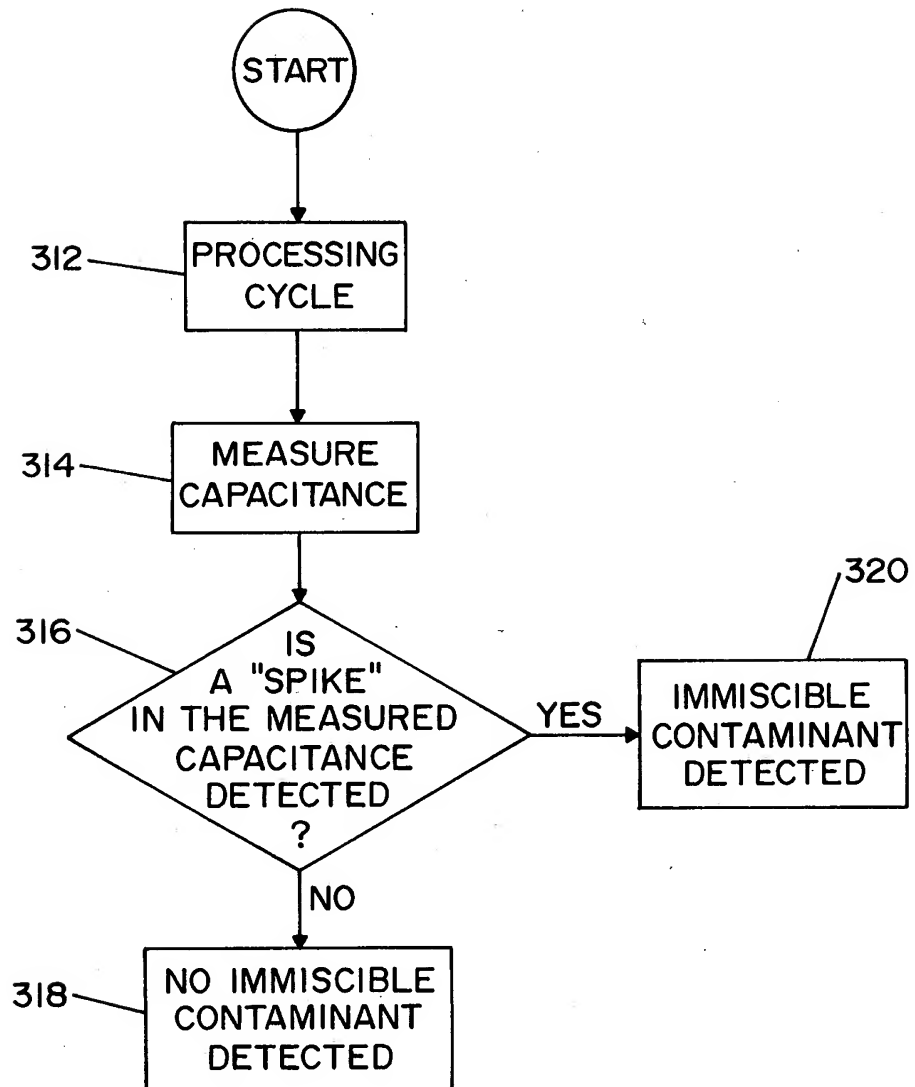 START
312
PROCESSING
CYCLE
314
MEASURE
CAPACITANCE
316
IS
A "SPIKE"
IN THE MEASURED
CAPACITANCE
DETECTED
?
YES
320
IMMISCIBLE
CONTAMINANT
DETECTED
NO
318
NO IMMISCIBLE
CONTAMINANT
DETECTED